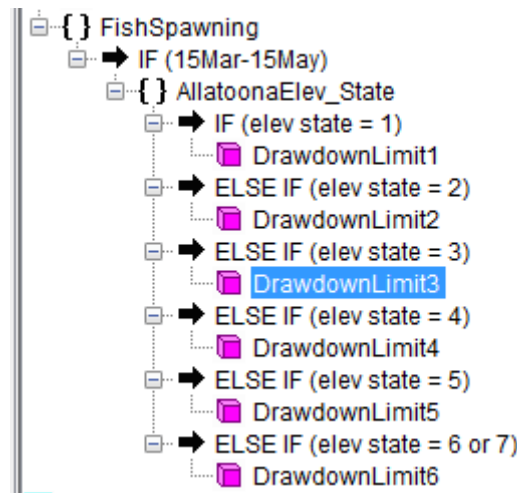 { } FishSpawning
IF (15Mar-15May)
{ } AllatoonaElev_State
IF (elev state = 1)
DrawdownLimit1
ELSE IF (elev state = 2)
DrawdownLimit2
ELSE IF (elev state = 3)
DrawdownLimit3
ELSE IF (elev state = 4)
DrawdownLimit4
ELSE IF (elev state = 5)
DrawdownLimit5
ELSE IF (elev state = 6 or 7)
DrawdownLimit6